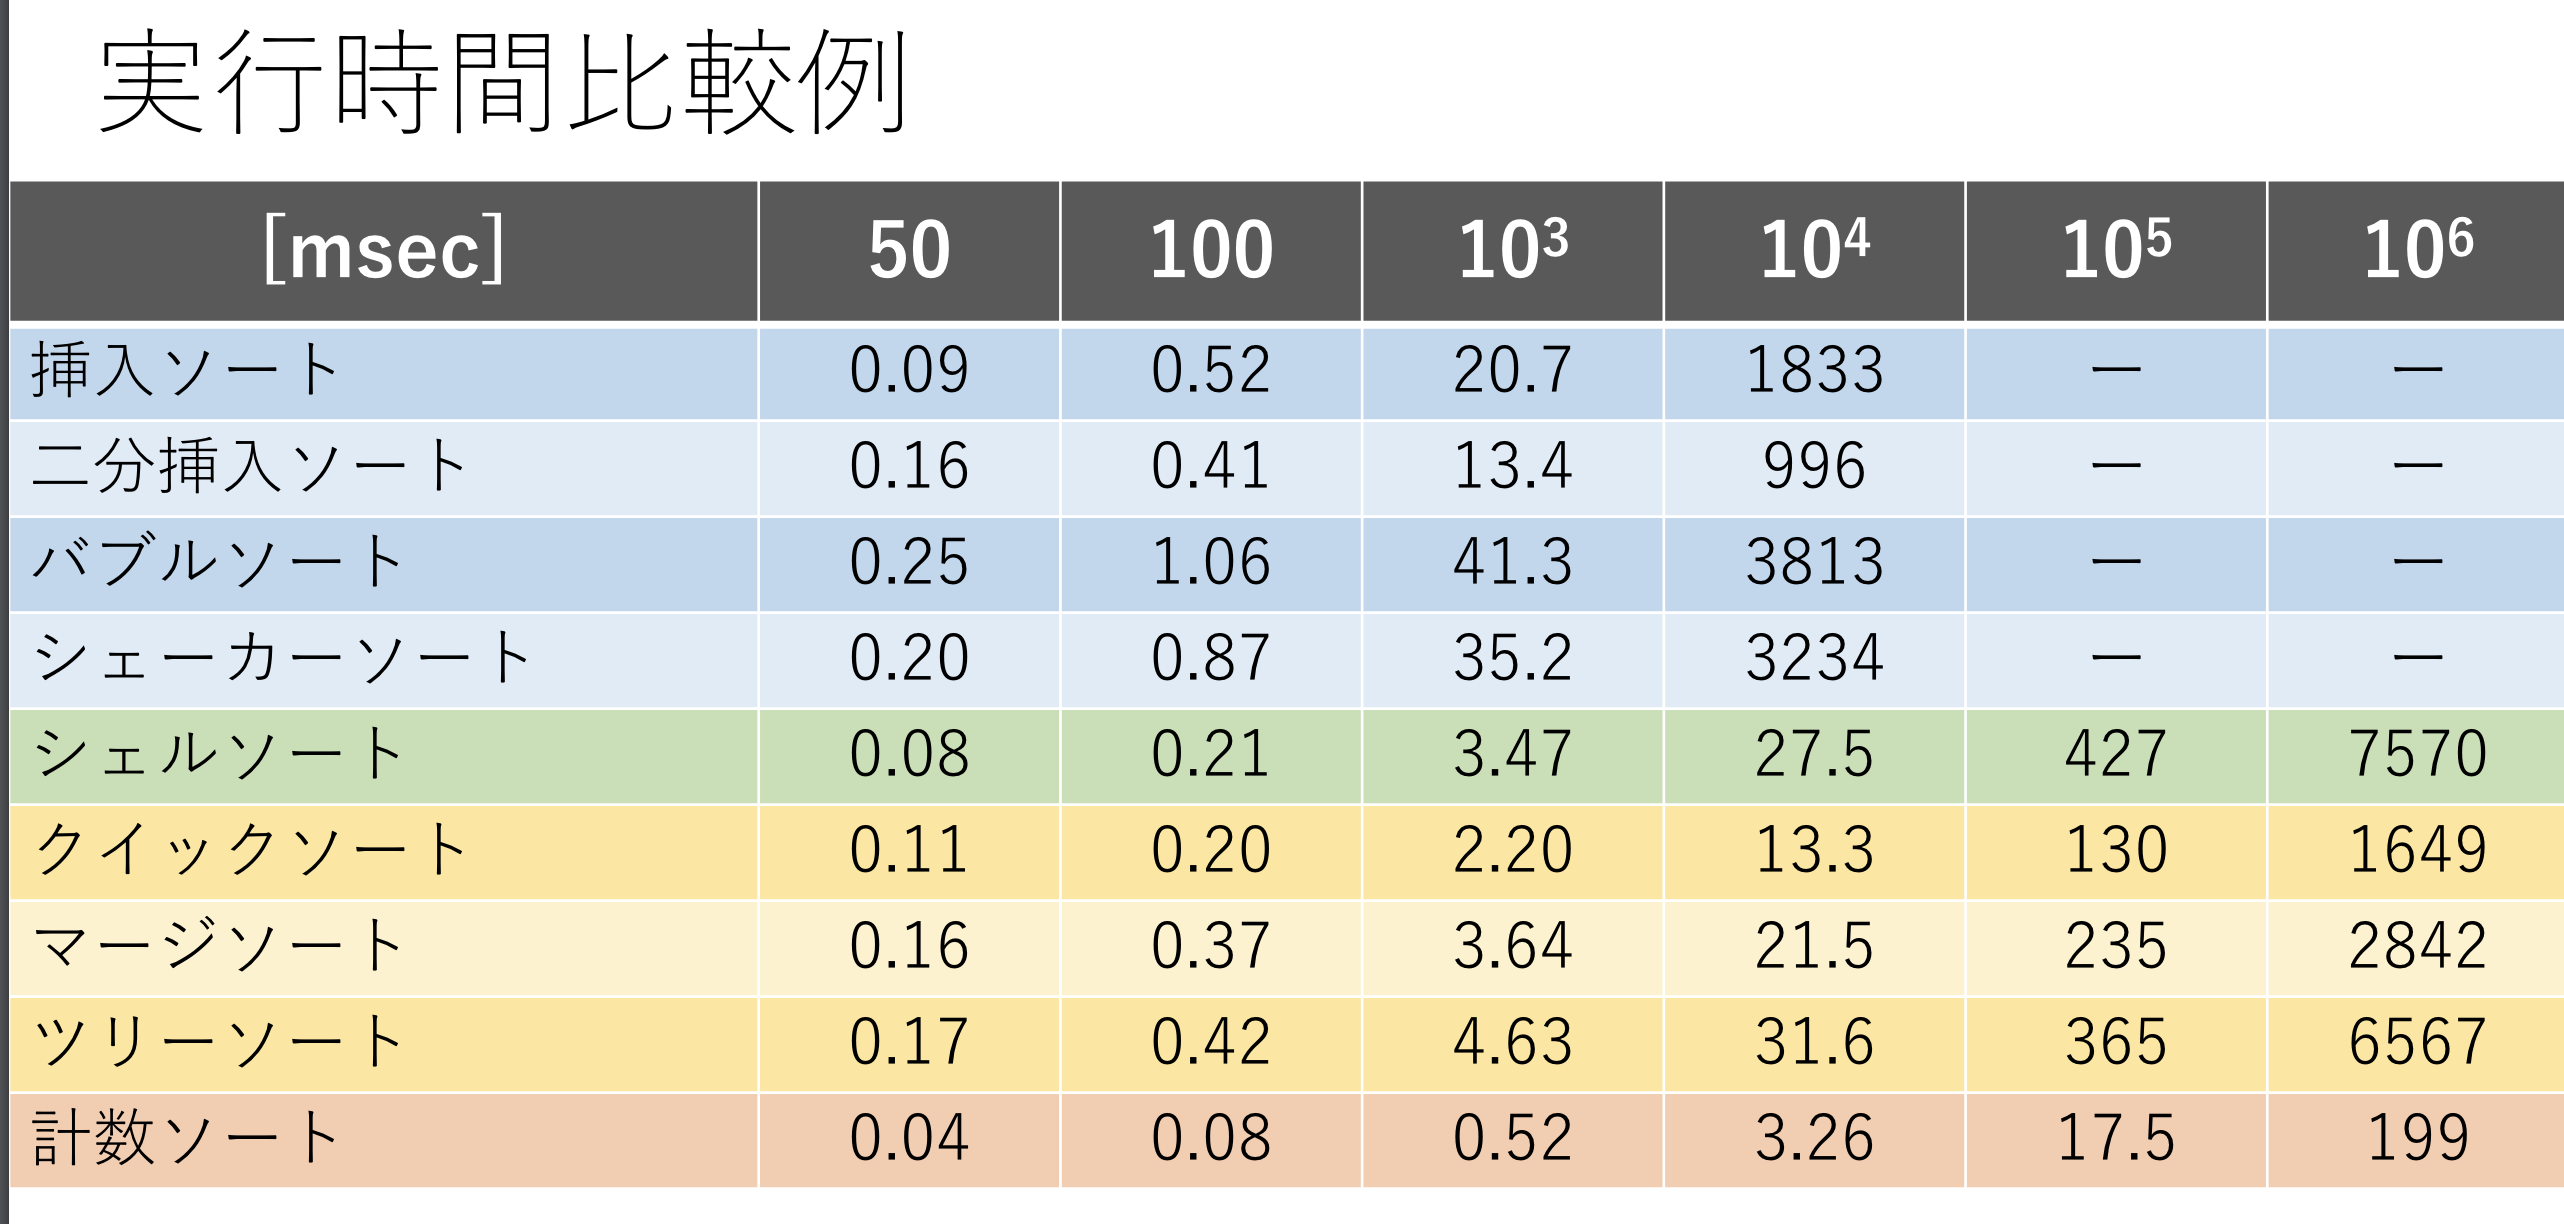 実行時間比較例
[msec] 50 100 10³ 10⁴ 10⁵ 10⁶
挿入ソート 0.09 0.52 20.7 1833 ー ー
二分挿入ソート 0.16 0.41 13.4 996 ー ー
バブルソート 0.25 1.06 41.3 3813 ー ー
シェーカーソート 0.20 0.87 35.2 3234 ー ー
シェルソート 0.08 0.21 3.47 27.5 427 7570
クイックソート 0.11 0.20 2.20 13.3 130 1649
マージソート 0.16 0.37 3.64 21.5 235 2842
ツリーソート 0.17 0.42 4.63 31.6 365 6567
計数ソート 0.04 0.08 0.52 3.26 17.5 199